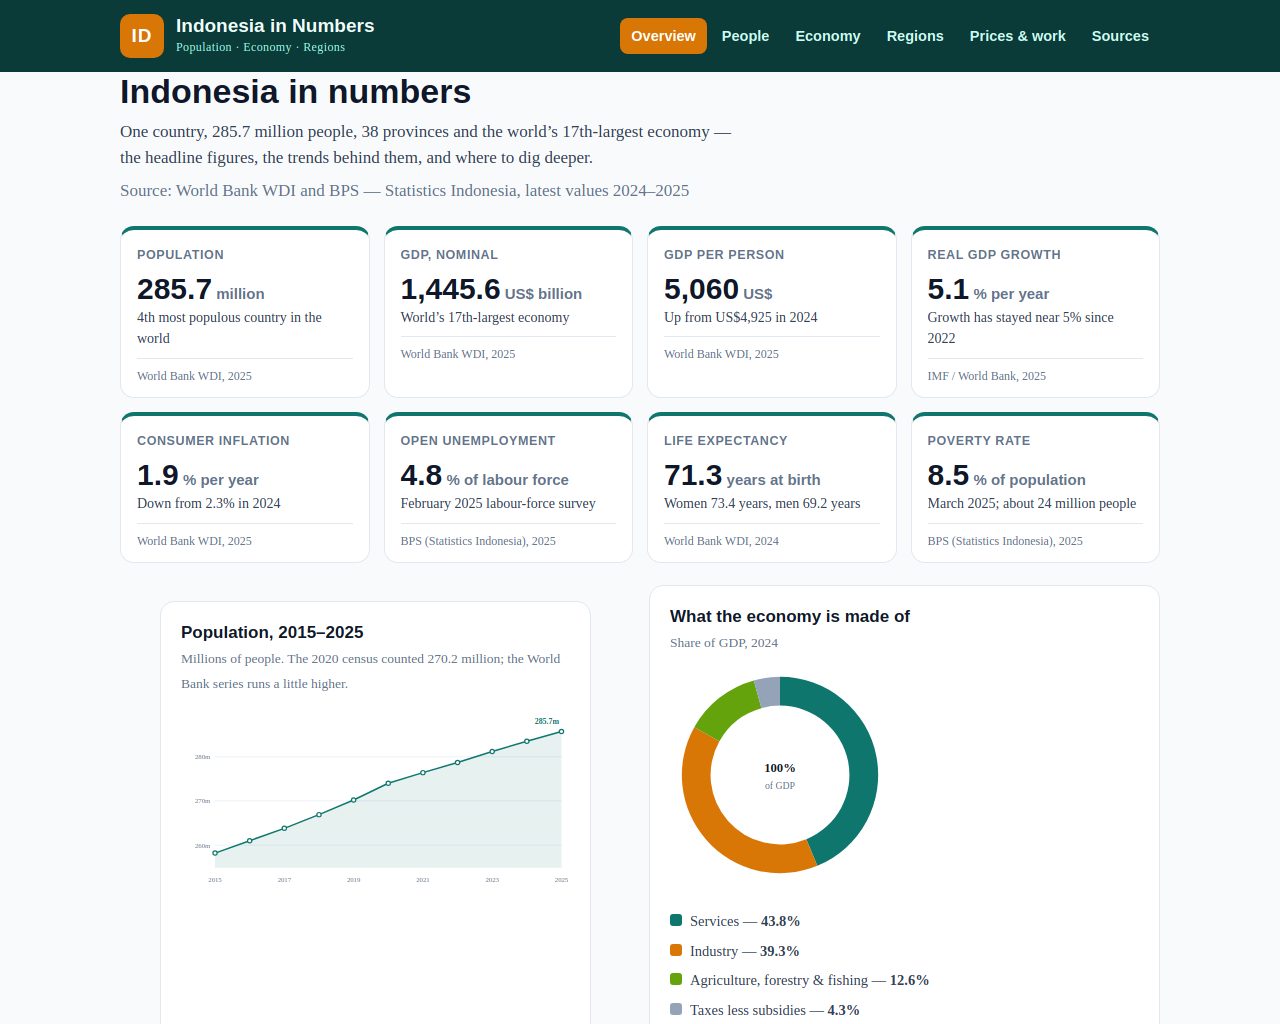 ID
Indonesia in Numbers
Population · Economy · Regions
Overview
People
Economy
Regions
Prices & work
Sources
Indonesia in numbers
One country, 285.7 million people, 38 provinces and the world’s 17th-largest economy —
the headline figures, the trends behind them, and where to dig deeper.
Source: World Bank WDI and BPS — Statistics Indonesia, latest values 2024–2025
POPULATION
285.7 million
4th most populous country in the
world
World Bank WDI, 2025
GDP, NOMINAL
1,445.6 US$ billion
World’s 17th-largest economy
World Bank WDI, 2025
GDP PER PERSON
5,060 US$
Up from US$4,925 in 2024
World Bank WDI, 2025
REAL GDP GROWTH
5.1 % per year
Growth has stayed near 5% since
2022
IMF / World Bank, 2025
CONSUMER INFLATION
1.9 % per year
Down from 2.3% in 2024
World Bank WDI, 2025
OPEN UNEMPLOYMENT
4.8 % of labour force
February 2025 labour-force survey
BPS (Statistics Indonesia), 2025
LIFE EXPECTANCY
71.3 years at birth
Women 73.4 years, men 69.2 years
World Bank WDI, 2024
POVERTY RATE
8.5 % of population
March 2025; about 24 million people
BPS (Statistics Indonesia), 2025
Population, 2015–2025
Millions of people. The 2020 census counted 270.2 million; the World
Bank series runs a little higher.
285.7m
280m
270m
260m
2015
2017
2019
2021
2023
2025
What the economy is made of
Share of GDP, 2024
100%
of GDP
Services — 43.8%
Industry — 39.3%
Agriculture, forestry & fishing — 12.6%
Taxes less subsidies — 4.3%